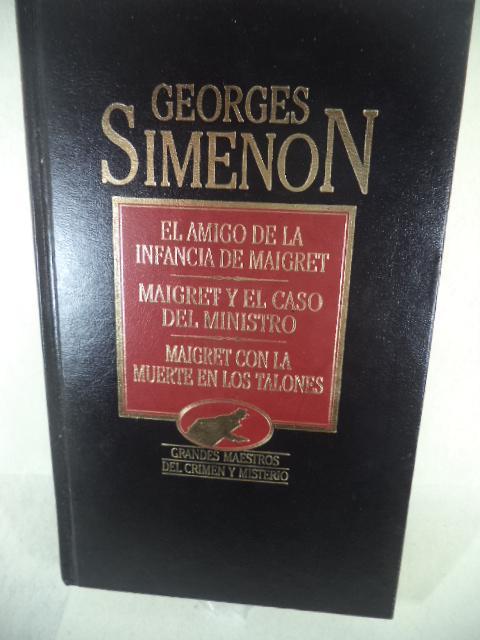 GEORGES
SIMENON
EL AMIGO DE LA
INFANCIA DE MAIGRET
MAIGRET Y EL CASO
DEL MINISTRO
MAIGRET CON LA
MUERTE EN LOS TALONES
GRANDES MAESTROS
DEL CRIMEN Y MISTERIO